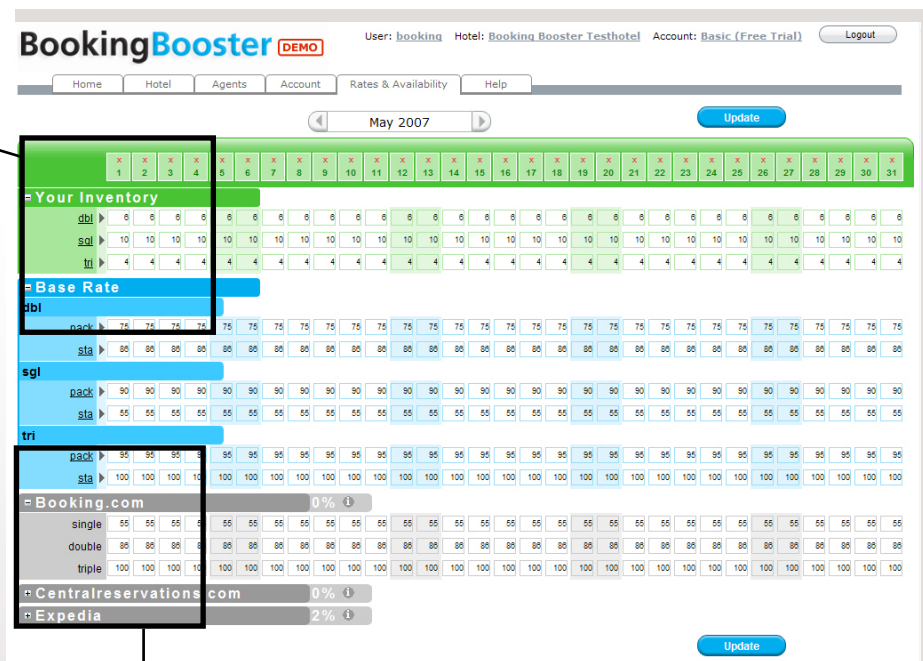 BookingBooster DEMO User: booking Hotel: Booking Booster Testhotel Account: Basic (Free Trial) Logout
Home Hotel Agents Account Rates & Availability Help
May 2007 Update
x x x x x x x x x x x x x x x x x x x x x x x x x x x x x x x
1 2 3 4 5 6 7 8 9 10 11 12 13 14 15 16 17 18 19 20 21 22 23 24 25 26 27 28 29 30 31
Your Inventory
dbl 6 6 6 6 6 6 6 6 6 6 6 6 6 6 6 6 6 6 6 6 6 6 6 6 6 6 6 6 6 6 6
sgl 10 10 10 10 10 10 10 10 10 10 10 10 10 10 10 10 10 10 10 10 10 10 10 10 10 10 10 10 10 10 10
tri 4 4 4 4 4 4 4 4 4 4 4 4 4 4 4 4 4 4 4 4 4 4 4 4 4 4 4 4 4 4 4
Base Rate
dbl
pack 75 75 75 75 75 75 75 75 75 75 75 75 75 75 75 75 75 75 75 75 75 75 75 75 75 75 75 75 75 75 75
sta 86 86 86 86 86 86 86 86 86 86 86 86 86 86 86 86 86 86 86 86 86 86 86 86 86 86 86 86 86 86 86
sgl
pack 90 90 90 90 90 90 90 90 90 90 90 90 90 90 90 90 90 90 90 90 90 90 90 90 90 90 90 90 90 90 90
sta 55 55 55 55 55 55 55 55 55 55 55 55 55 55 55 55 55 55 55 55 55 55 55 55 55 55 55 55 55 55 55
tri
pack 95 95 95 95 95 95 95 95 95 95 95 95 95 95 95 95 95 95 95 95 95 95 95 95 95 95 95 95 95 95 95
sta 100 100 100 10 100 100 100 100 100 100 100 100 100 100 100 100 100 100 100 100 100 100 100 100 100 100 100 100 100 100 100
Booking.com 0% i
single 55 55 55 5 55 55 55 55 55 55 55 55 55 55 55 55 55 55 55 55 55 55 55 55 55 55 55 55 55 55 55
double 86 86 86 8 86 86 86 86 86 86 86 86 86 86 86 86 86 86 86 86 86 86 86 86 86 86 86 86 86 86 86
triple 100 100 100 10 100 100 100 100 100 100 100 100 100 100 100 100 100 100 100 100 100 100 100 100 100 100 100 100 100 100 100
Centralreservations.com 0% i
Expedia 2% i
Update